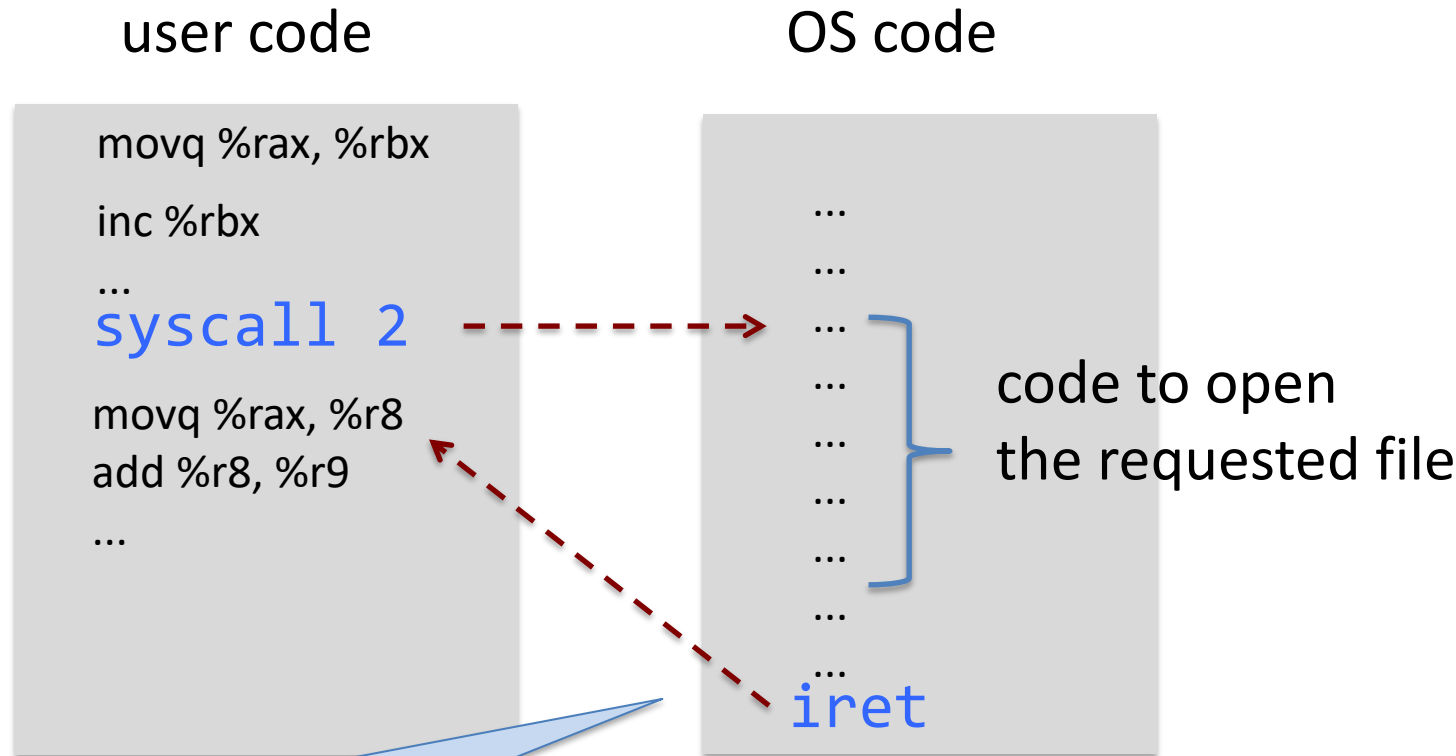 user code
movq %rax, %rbx
inc %rbx
...
syscall 2
movq %rax, %r8
add %r8, %r9
...
OS code
...
...
...
...
...
...
...
...
...
iret
code to open
the requested file